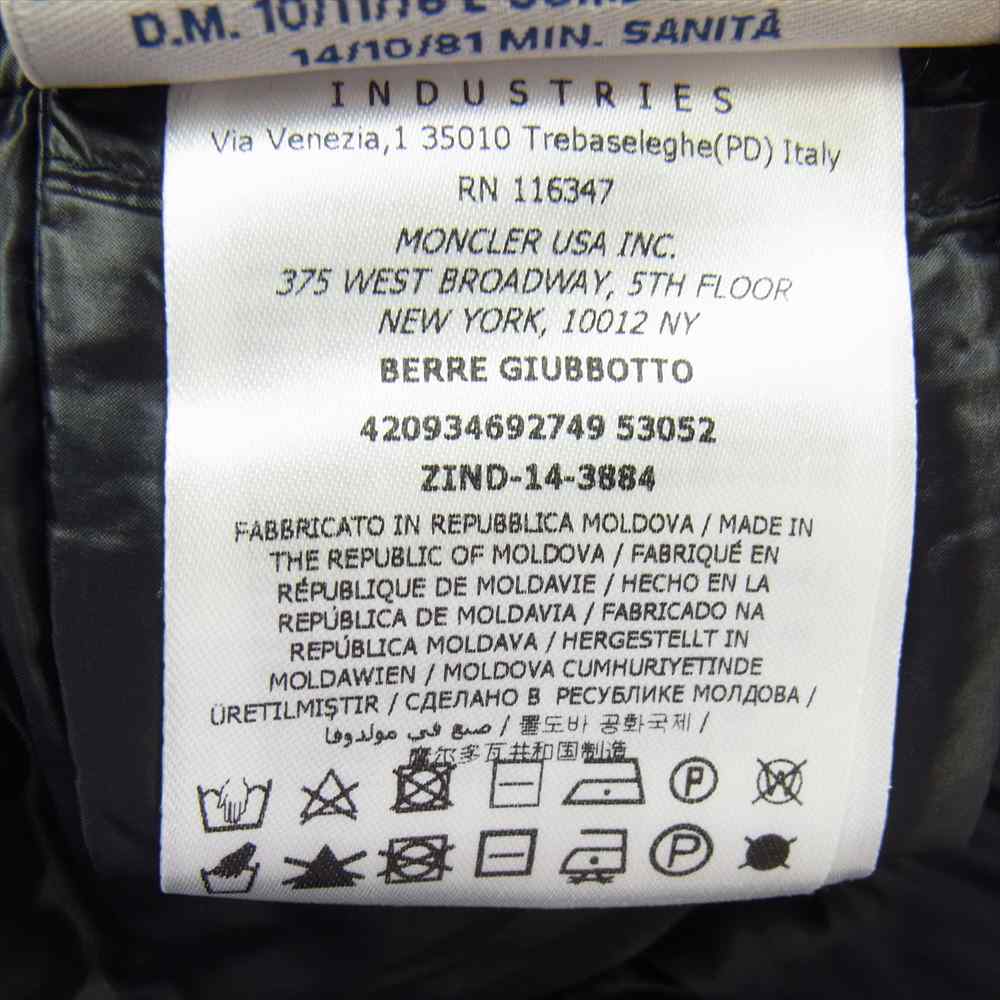 D.M. 10/11/76 E
14/10/81 MIN. SANITÀ
INDUSTRIES
Via Venezia,1 35010 Trebaseleghe(PD) Italy
RN 116347
MONCLER USA INC.
375 WEST BROADWAY, 5TH FLOOR
NEW YORK, 10012 NY
BERRE GIUBBOTTO
420934692749 53052
ZIND-14-3884
FABBRICATO IN REPUBBLICA MOLDOVA / MADE IN
THE REPUBLIC OF MOLDOVA / FABRIQUÉ EN
RÉPUBLIQUE DE MOLDAVIE / HECHO EN LA
REPÚBLICA DE MOLDAVIA / FABRICADO NA
REPÚBLICA MOLDAVA / HERGESTELLT IN
MOLDAWIEN / MOLDOVA CUMHURIYETINDE
ÜRETILMIŞTIR / СДЕЛАНО В РЕСУБЛИКЕ МОЛДОВА /
صنع في مولدوفا / 몰도바 공화국제 /
摩尔多瓦共和国制造
P W
P